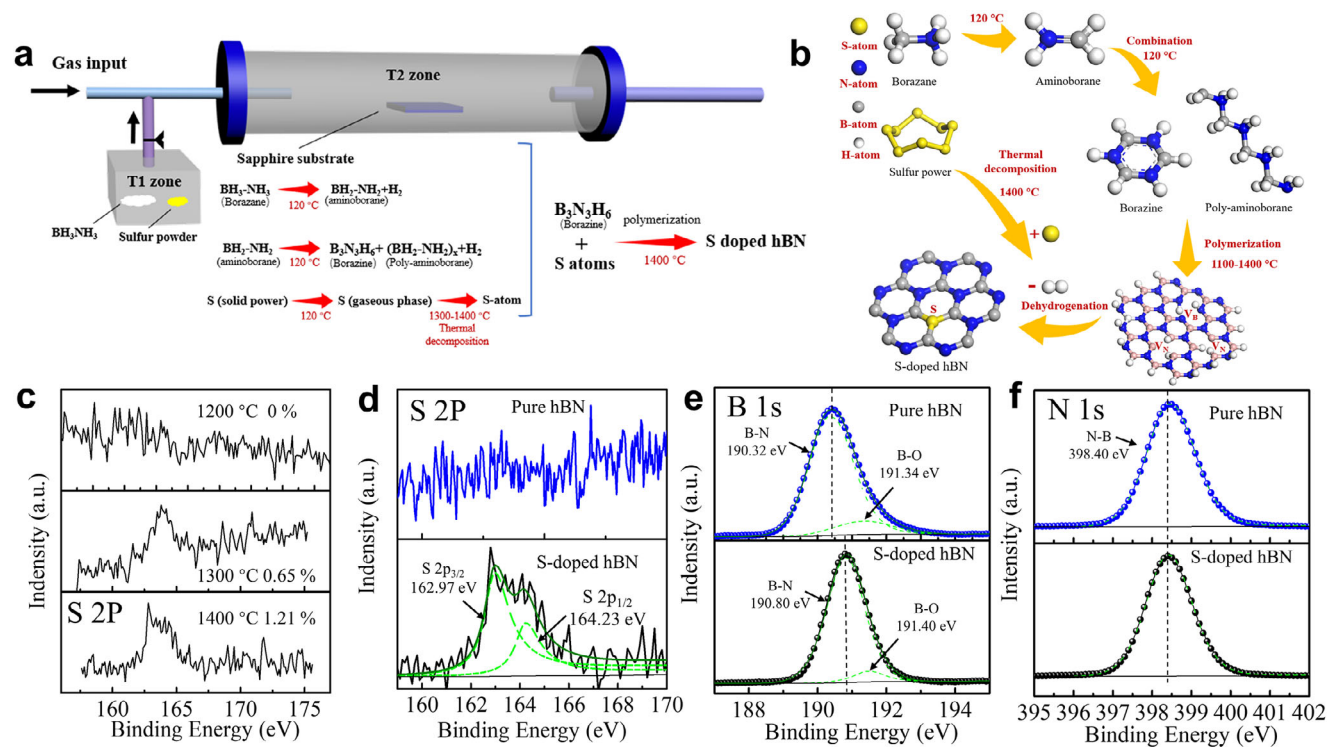 a
Gas input
T2 zone
Sapphire substrate
T1 zone
BH3NH3
Sulfur powder
BH₃-NH₃
(Borazane)
120 °C
BH₂-NH₂+H₂
(aminoborane)
BH₂-NH₂
(aminoborane)
120 °C
B₃N₃H₆+ (BH₂-NH₂)ₓ+H₂
(Borazine) (Poly-aminoborane)
S (solid power)
120 °C
S (gaseous phase)
1300-1400 °C
Thermal
decomposition
S-atom
B₃N₃H₆
(Borazine)
+
S atoms
polymerization
1400 °C
S doped hBN
b
S-atom
N-atom
B-atom
H-atom
Borazane
120 °C
Aminoborane
Combination
120 °C
Sulfur power
Thermal
decomposition
1400 °C
Borazine
Poly-aminoborane
+
Polymerization
1100-1400 °C
-
Dehydrogenation
S
S-doped hBN
V_B
V_N
V_N
c
1200 °C 0 %
1300 °C 0.65 %
S 2P
1400 °C 1.21 %
Indensity (a.u.)
160 165 170 175
Binding Energy (eV)
d
S 2P
Pure hBN
S-doped hBN
S 2p3/2
162.97 eV
S 2p1/2
164.23 eV
Indensity (a.u.)
160 162 164 166 168 170
Binding Energy (eV)
e
B 1s
Pure hBN
B-N
190.32 eV
B-O
191.34 eV
S-doped hBN
B-N
190.80 eV
B-O
191.40 eV
Indensity (a.u.)
188 190 192 194
Binding Energy (eV)
f
N 1s
Pure hBN
N-B
398.40 eV
S-doped hBN
Intensity (a.u.)
395 396 397 398 399 400 401 402
Binding Energy (eV)